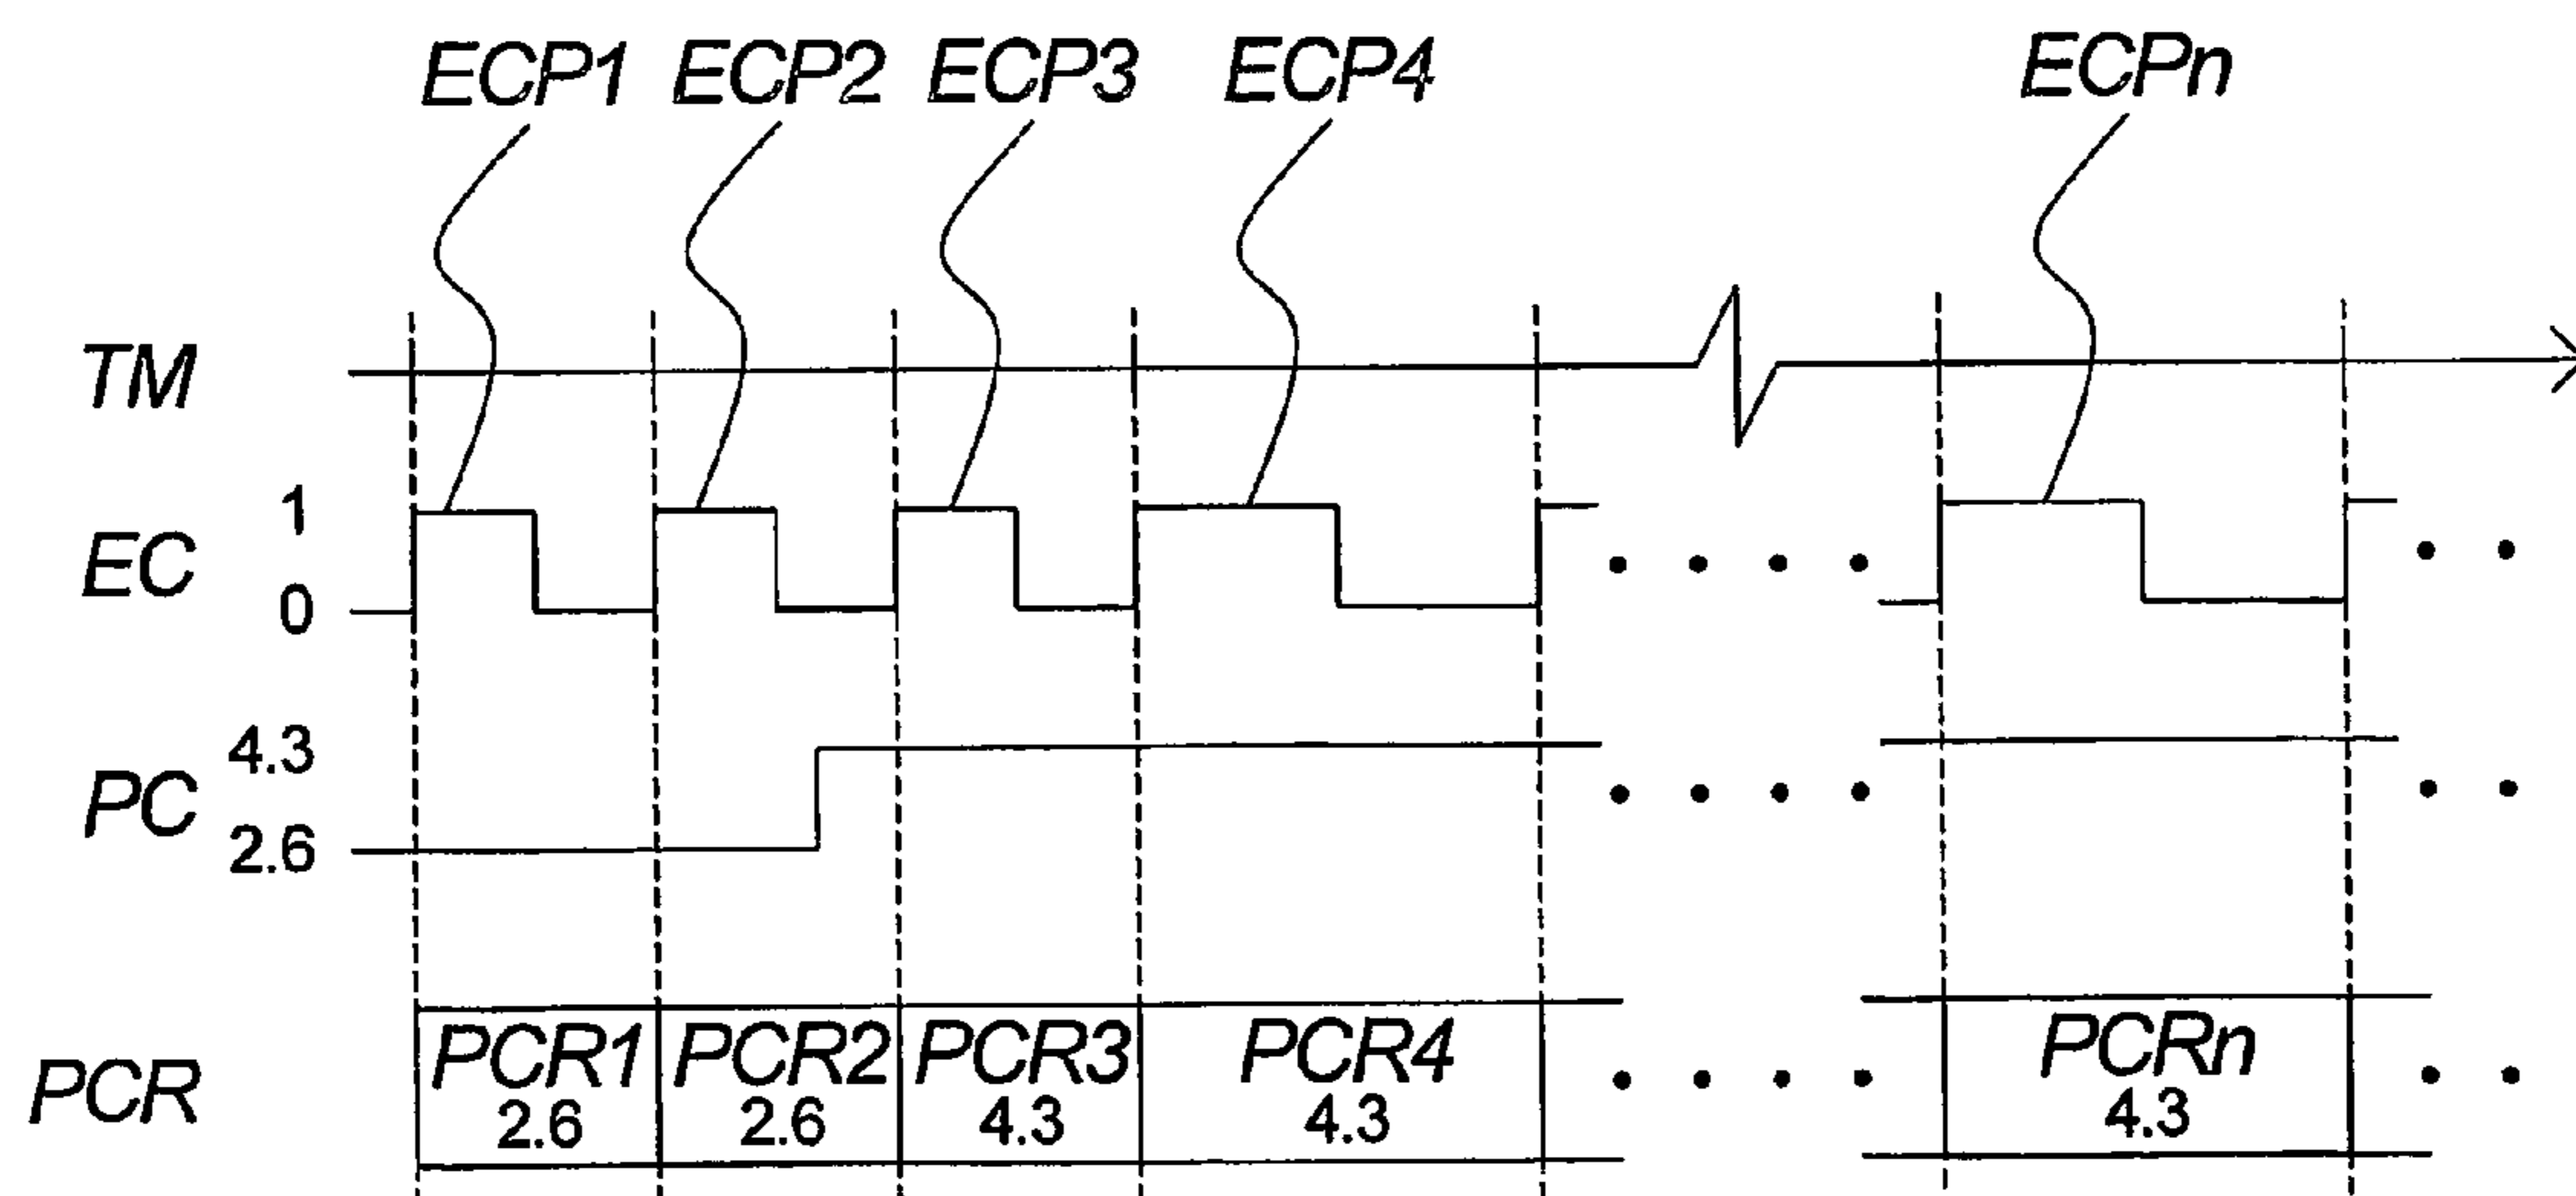 ECP1 ECP2 ECP3 ECP4 ECPn
TM
EC 1 0
PC 4.3 2.6
PCR
PCR1 PCR2 PCR3 PCR4 PCRn
2.6 2.6 4.3 4.3 4.3